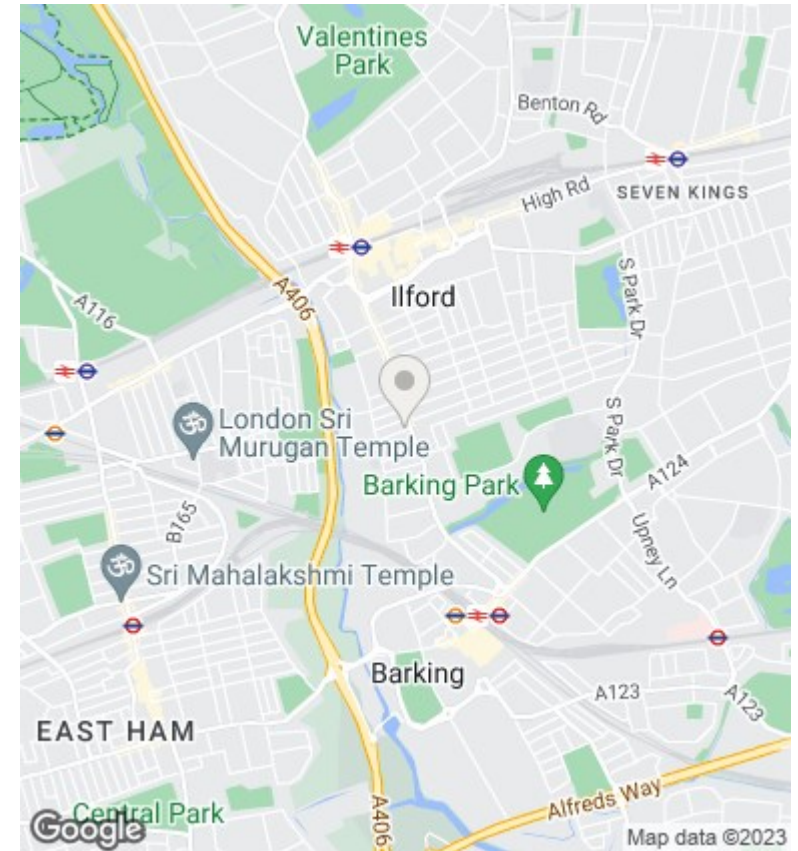 Valentines
Park
Benton Rd
High Rd
SEVEN KINGS
Ilford
A406
A116
S Park Dr
London Sri
Murugan Temple
S Park Dr
Barking Park
A124
B165
Upney Ln
Sri Mahalakshmi Temple
Barking
A123
A123
EAST HAM
Alfreds Way
Central Park
A406
Google
Map data ©2023